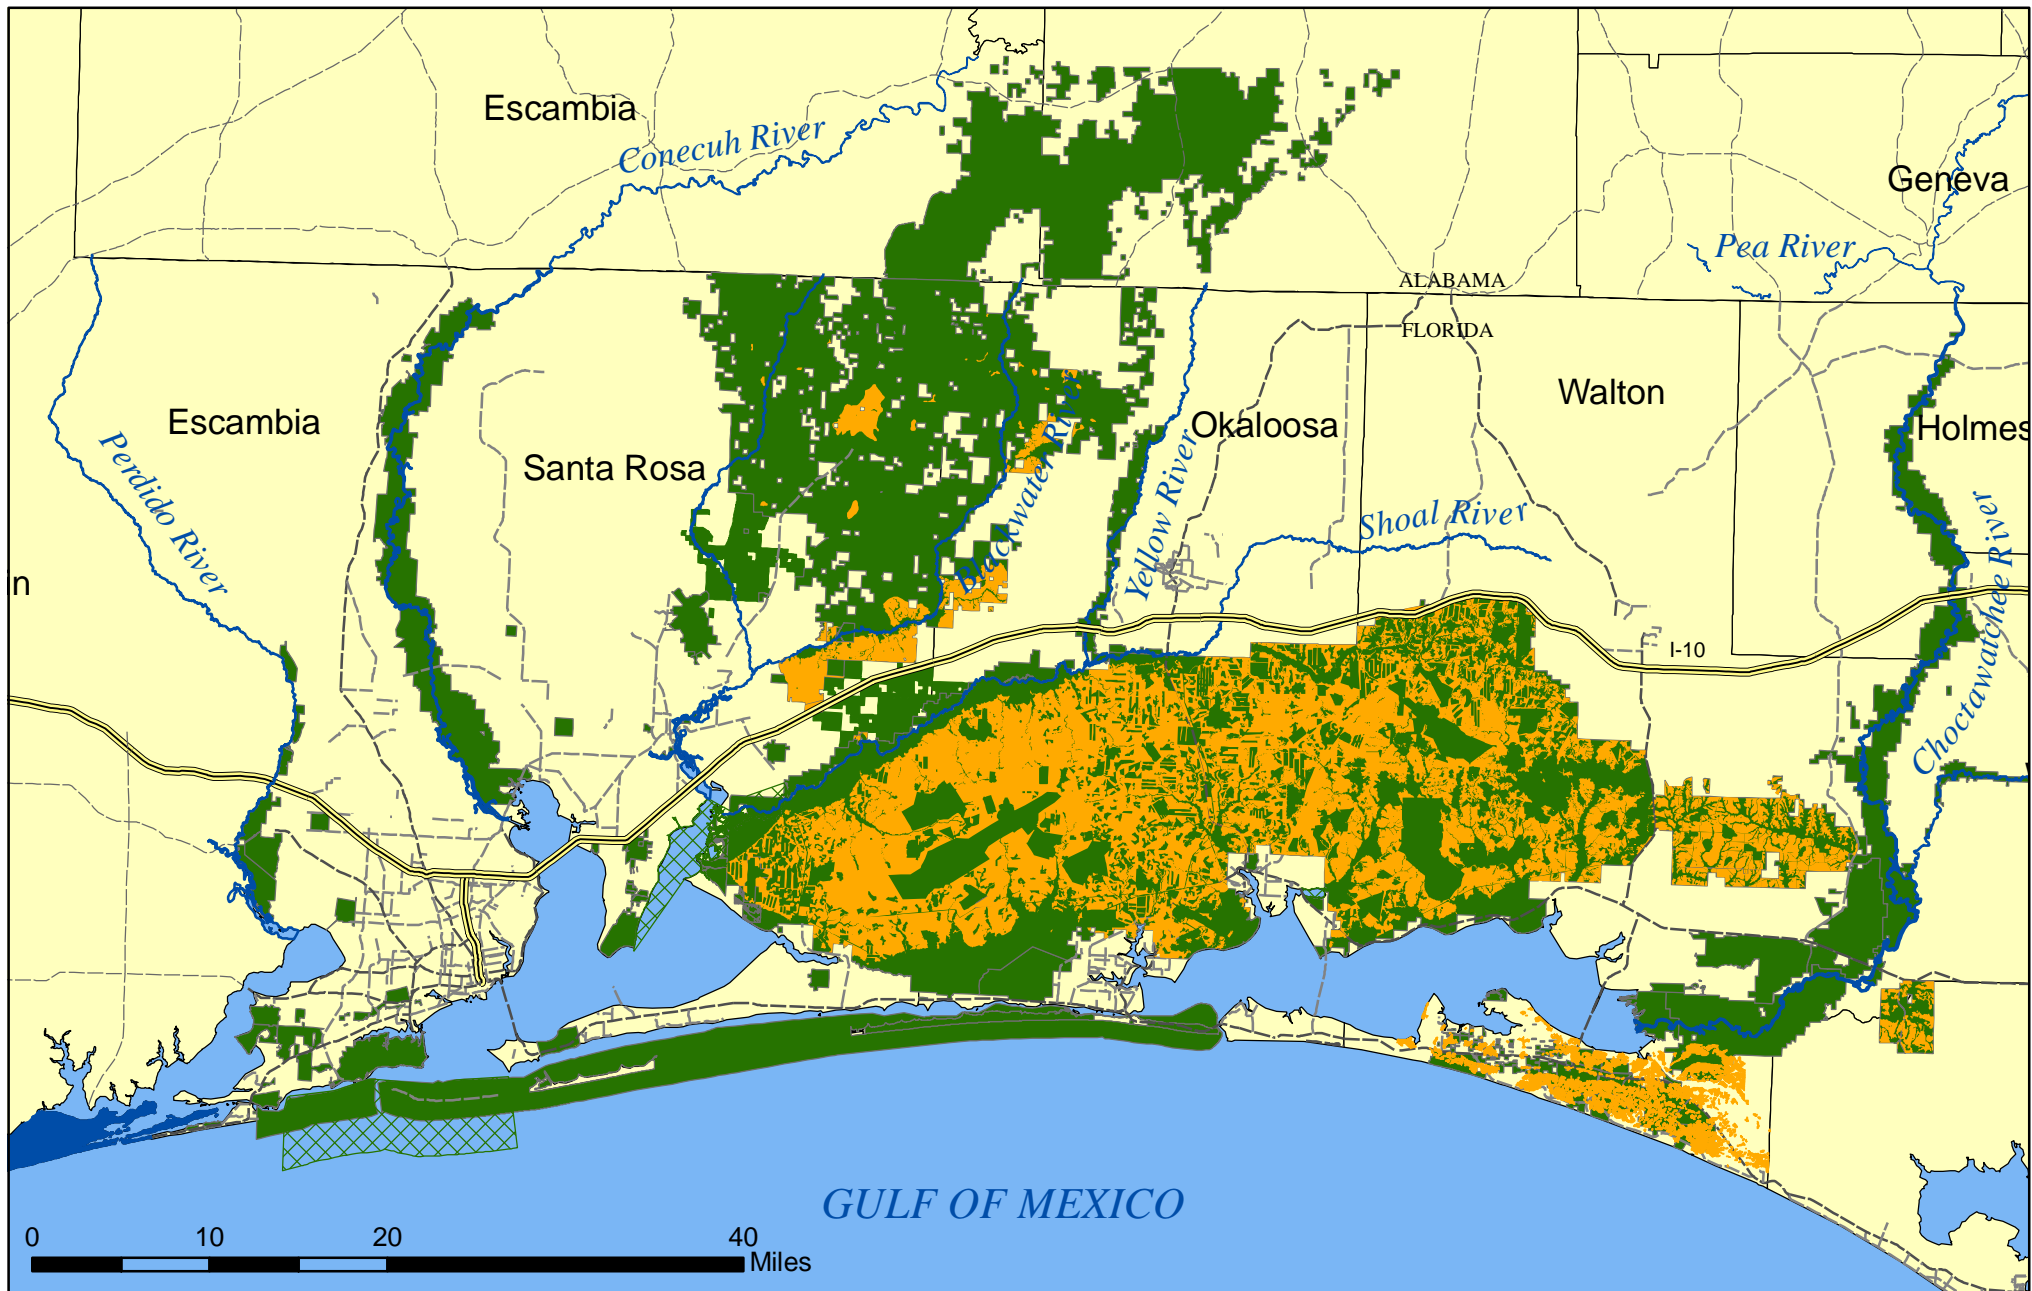 Escambia
Conecuh River
Geneva
Pea River
ALABAMA
FLORIDA
Escambia
Santa Rosa
Okaloosa
Walton
Holmes
Perdido River
Blackwater River
Yellow River
Shoal River
Choctawatchee River
in
I-10
GULF OF MEXICO
0 10 20 40
Miles